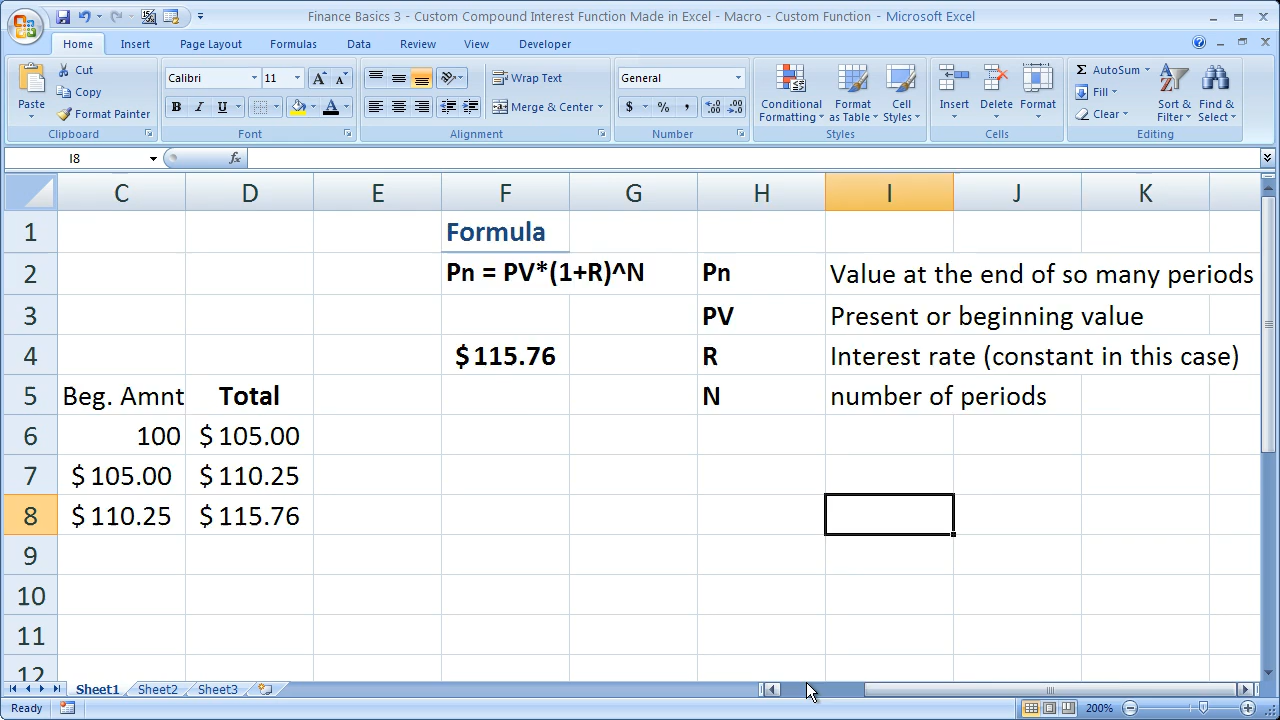 Finance Basics 3 - Custom Compound Interest Function Made in Excel
- Custom Function - Microsoft Excel
Home Insert Page Layout Formulas Data Review View Developer
Paste
Cut
Copy
Format Painter
Clipboard
Calibri 11
B I U
Font
Wrap Text
Merge & Center
Alignment
General
$ % ,
Number
Conditional Formatting
Format as Table
Cell Styles
Styles
Insert Delete Format
Cells
Σ AutoSum
Fill
Clear
Sort & Filter
Find & Select
Editing
I8 fx
C D E F G H I J K
1 Formula
2 Pn = PV*(1+R)^N Pn Value at the end of so many periods
3 PV Present or beginning value
4 $ 115.76 R Interest rate (constant in this case)
5 Beg. Amnt Total N number of periods
6 100 $ 105.00
7 $ 105.00 $ 110.25
8 $ 110.25 $ 115.76
9
10
11
12
Sheet1 Sheet2 Sheet3
Ready 200%